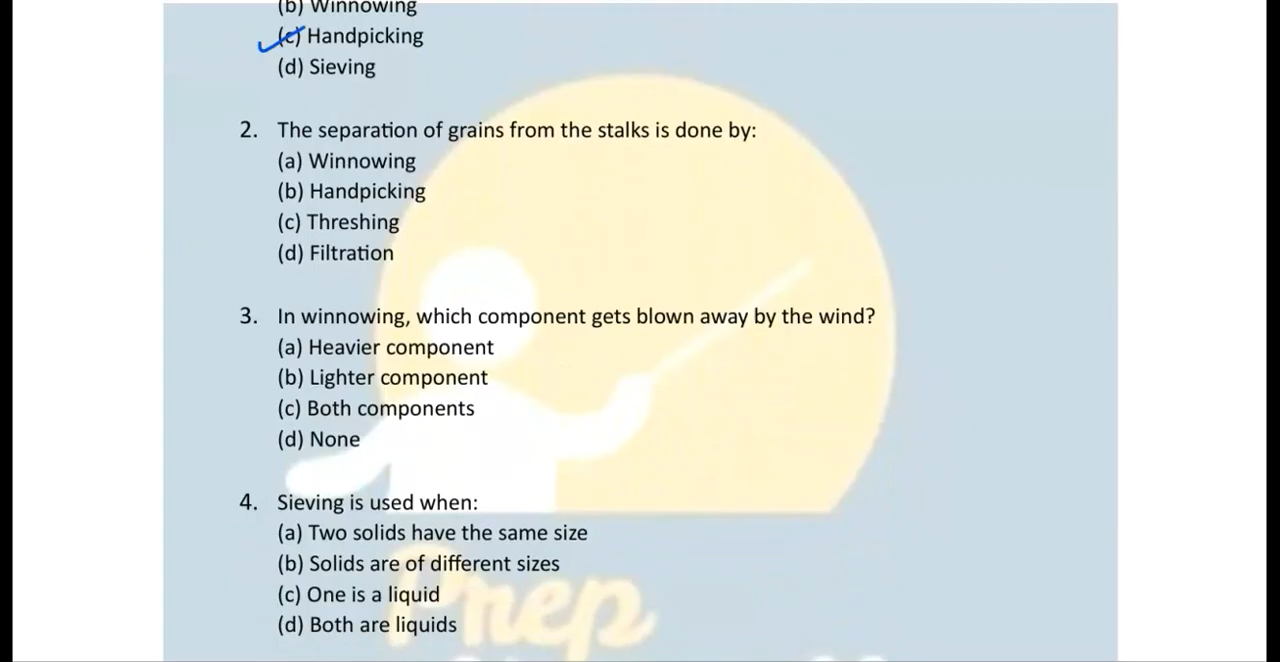 (b) Winnowing
(c) Handpicking
(d) Sieving
2. The separation of grains from the stalks is done by:
(a) Winnowing
(b) Handpicking
(c) Threshing
(d) Filtration
3. In winnowing, which component gets blown away by the wind?
(a) Heavier component
(b) Lighter component
(c) Both components
(d) None
4. Sieving is used when:
(a) Two solids have the same size
(b) Solids are of different sizes
(c) One is a liquid
(d) Both are liquids
Prep